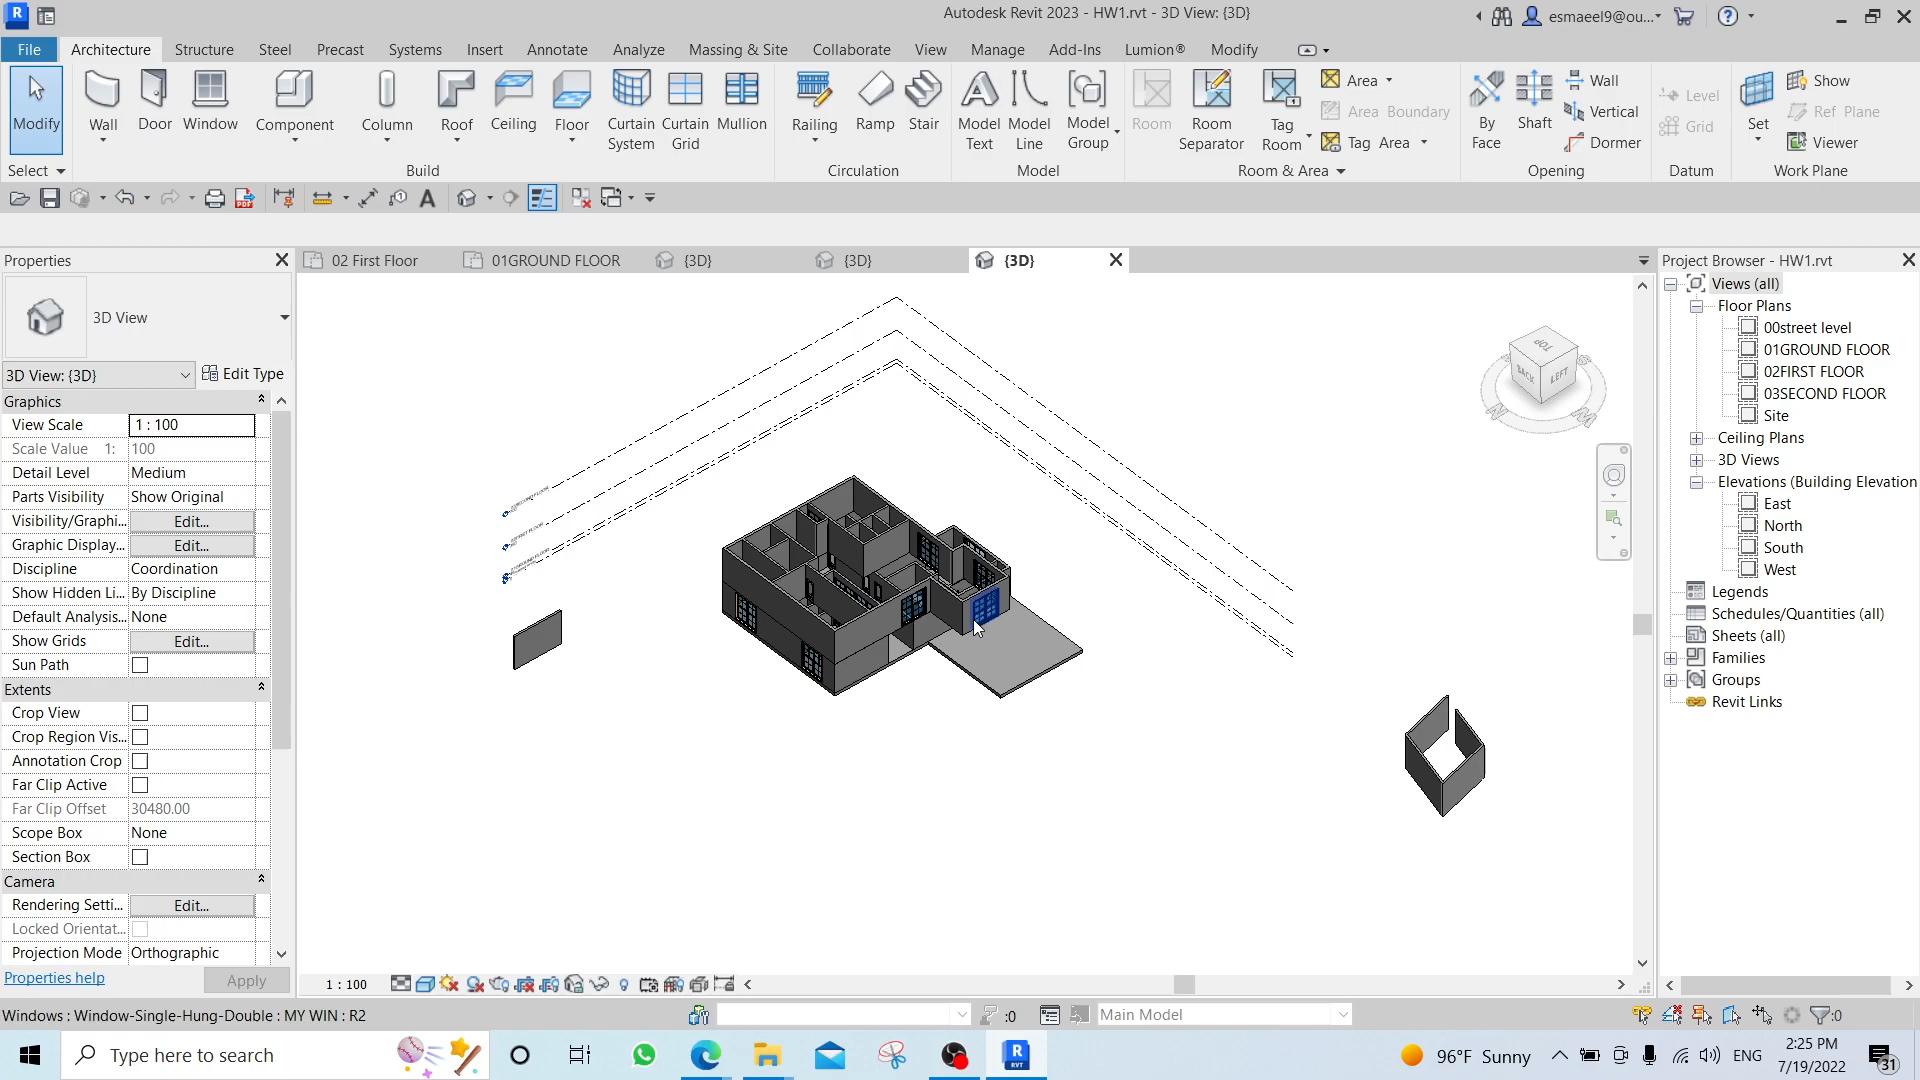 Autodesk Revit 2023 - HW1.rvt - 3D View: {3D}
esmaeel9@ou...
File Architecture Structure Steel Precast Systems Insert Annotate Analyze Massing & Site Collaborate View Manage Add-Ins Lumion® Modify
Modify Wall Door Window Component Column Roof Ceiling Floor Curtain System Curtain Grid Mullion Railing Ramp Stair Model Text Model Line Model Group Room Room Separator Tag Room Area Area Boundary Tag Area By Face Shaft Wall Vertical Dormer Level Grid Set Show Ref Plane Viewer
Select Build Circulation Model Room & Area Opening Datum Work Plane
Properties
02 First Floor
01GROUND FLOOR
{3D}
{3D}
{3D}
Project Browser - HW1.rvt
3D View
3D View: {3D}
Edit Type
Graphics
View Scale 1 : 100
Scale Value 1: 100
Detail Level Medium
Parts Visibility Show Original
Visibility/Graphi... Edit...
Graphic Display... Edit...
Discipline Coordination
Show Hidden Li... By Discipline
Default Analysis... None
Show Grids Edit...
Sun Path
Extents
Crop View
Crop Region Vis...
Annotation Crop
Far Clip Active
Far Clip Offset 30480.00
Scope Box None
Section Box
Camera
Rendering Setti... Edit...
Locked Orientat...
Projection Mode Orthographic
Properties help
Apply
TOP
BACK
LEFT
Views (all)
Floor Plans
00street level
01GROUND FLOOR
02FIRST FLOOR
03SECOND FLOOR
Site
Ceiling Plans
3D Views
Elevations (Building Elevation
East
North
South
West
Legends
Schedules/Quantities (all)
Sheets (all)
Families
Groups
Revit Links
1 : 100
Windows : Window-Single-Hung-Double : MY WIN : R2
:0
Main Model
:0
Type here to search
96°F Sunny
ENG
2:25 PM
7/19/2022
31